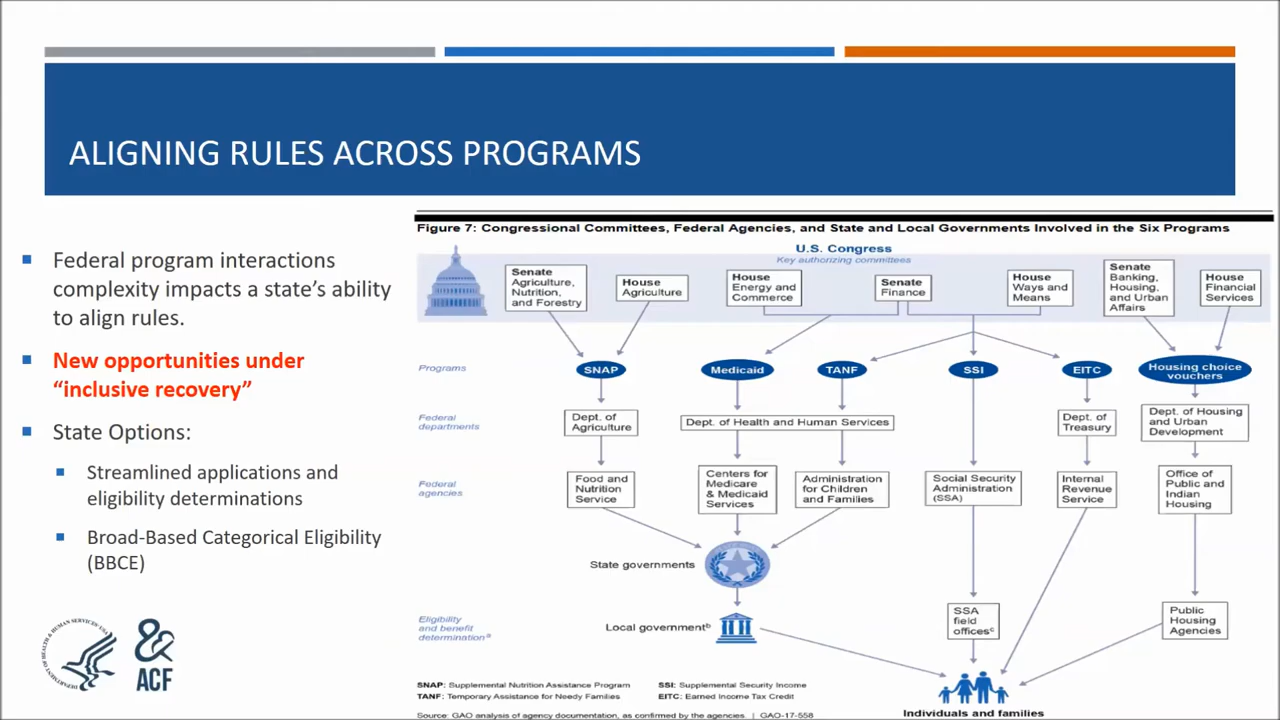 ALIGNING RULES ACROSS PROGRAMS
Federal program interactions
complexity impacts a state's ability
to align rules.
New opportunities under
"inclusive recovery"
State Options:
Streamlined applications and
eligibility determinations
Broad-Based Categorical Eligibility
(BBCE)
DEPARTMENT OF HEALTH & HUMAN SERVICES·USA
&
ACF
Figure 7: Congressional Committees, Federal Agencies, and State and Local Governments Involved in the Six Programs
U.S. Congress
Key authorizing committees
Senate
Agriculture,
Nutrition,
and Forestry
House
Agriculture
House
Energy and
Commerce
Senate
Finance
House
Ways and
Means
Senate
Banking,
Housing,
and Urban
Affairs
House
Financial
Services
Programs
SNAP
Medicaid
TANF
SSI
EITC
Housing choice
vouchers
Federal
departments
Dept. of
Agriculture
Dept. of Health and Human Services
Dept. of
Treasury
Dept. of Housing
and Urban
Development
Federal
agencies
Food and
Nutrition
Service
Centers for
Medicare
& Medicaid
Services
Administration
for Children
and Families
Social Security
Administration
(SSA)
Internal
Revenue
Service
Office of
Public and
Indian
Housing
State governments
Eligibility
and benefit
determinationᵃ
Local governmentᵇ
SSA
field
officesᶜ
Public
Housing
Agencies
Individuals and families
SNAP: Supplemental Nutrition Assistance Program
SSI: Supplemental Security Income
TANF: Temporary Assistance for Needy Families
EITC: Earned Income Tax Credit
Source: GAO analysis of agency documentation, as confirmed by the agencies. | GAO-17-558